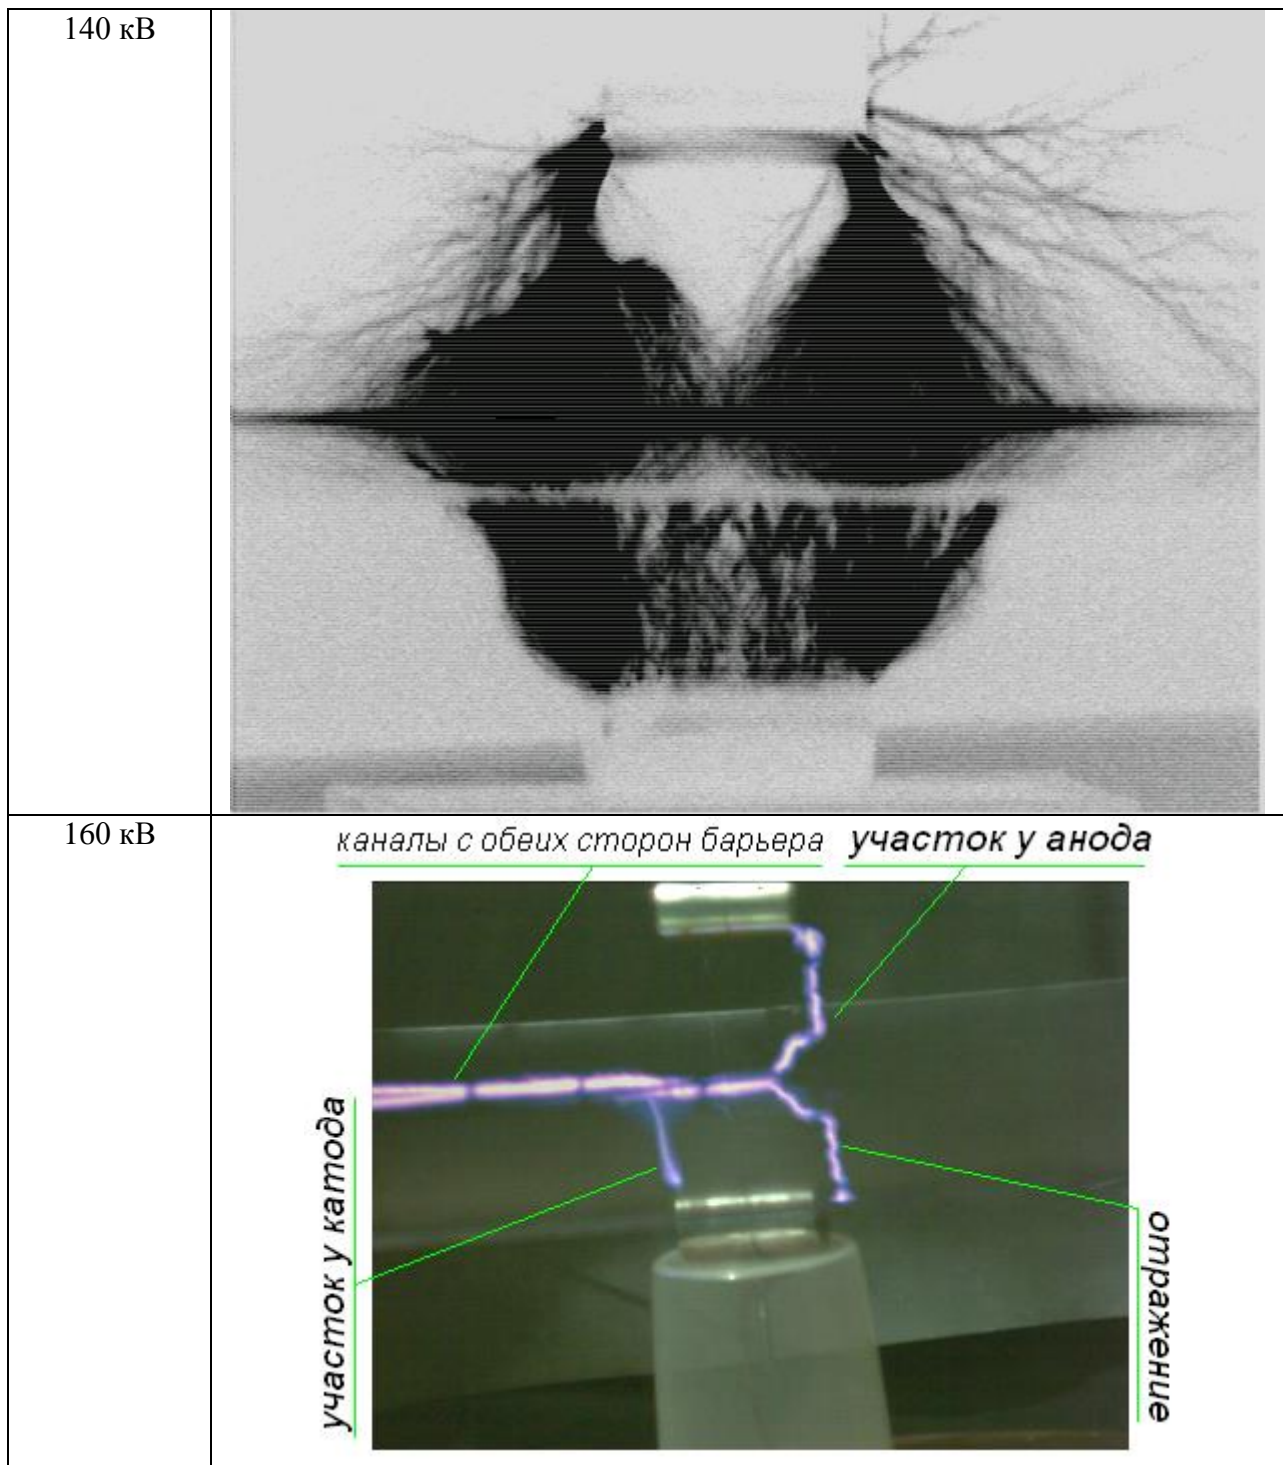 140 кВ
160 кВ
каналы с обеих сторон барьера
участок у анода
участок у катода
отражение